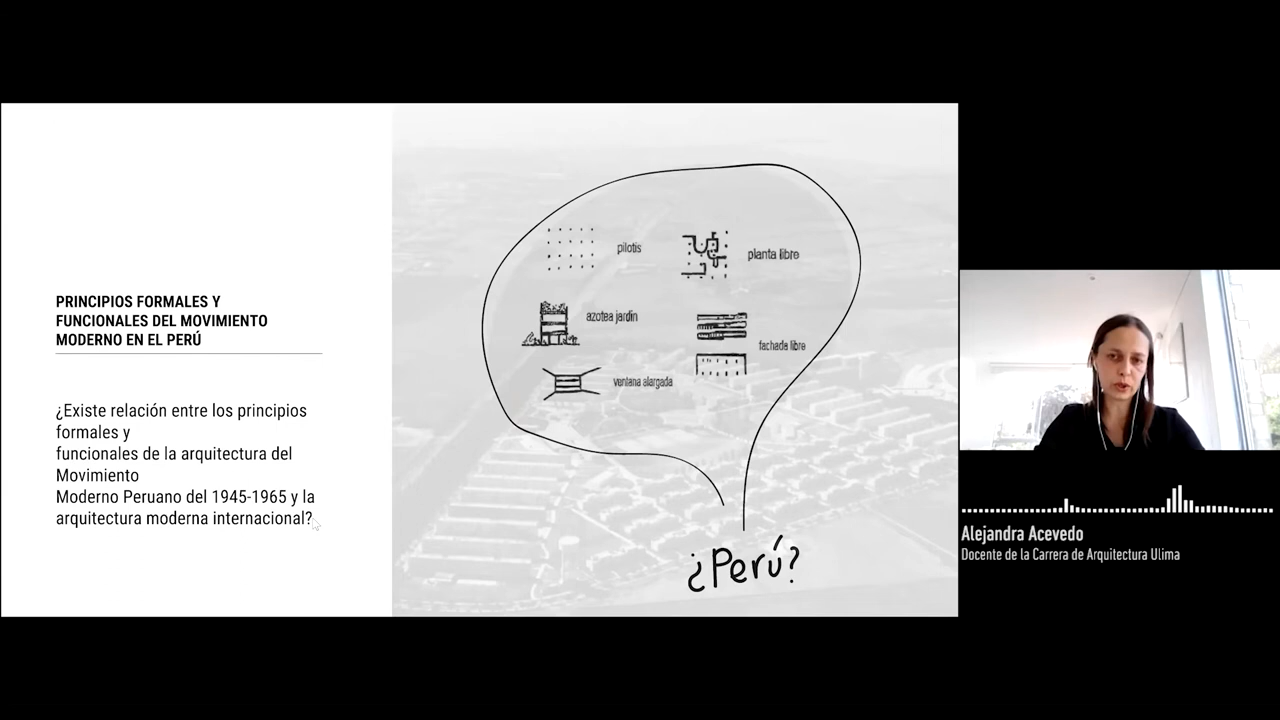 PRINCIPIOS FORMALES Y
FUNCIONALES DEL MOVIMIENTO
MODERNO EN EL PERÚ
¿Existe relación entre los principios
formales y
funcionales de la arquitectura del
Movimiento
Moderno Peruano del 1945-1965 y la
arquitectura moderna internacional?
pilotis
planta libre
azotea jardin
fachada libre
ventana alargada
¿Perú?
Alejandra Acevedo
Docente de la Carrera de Arquitectura Ulima